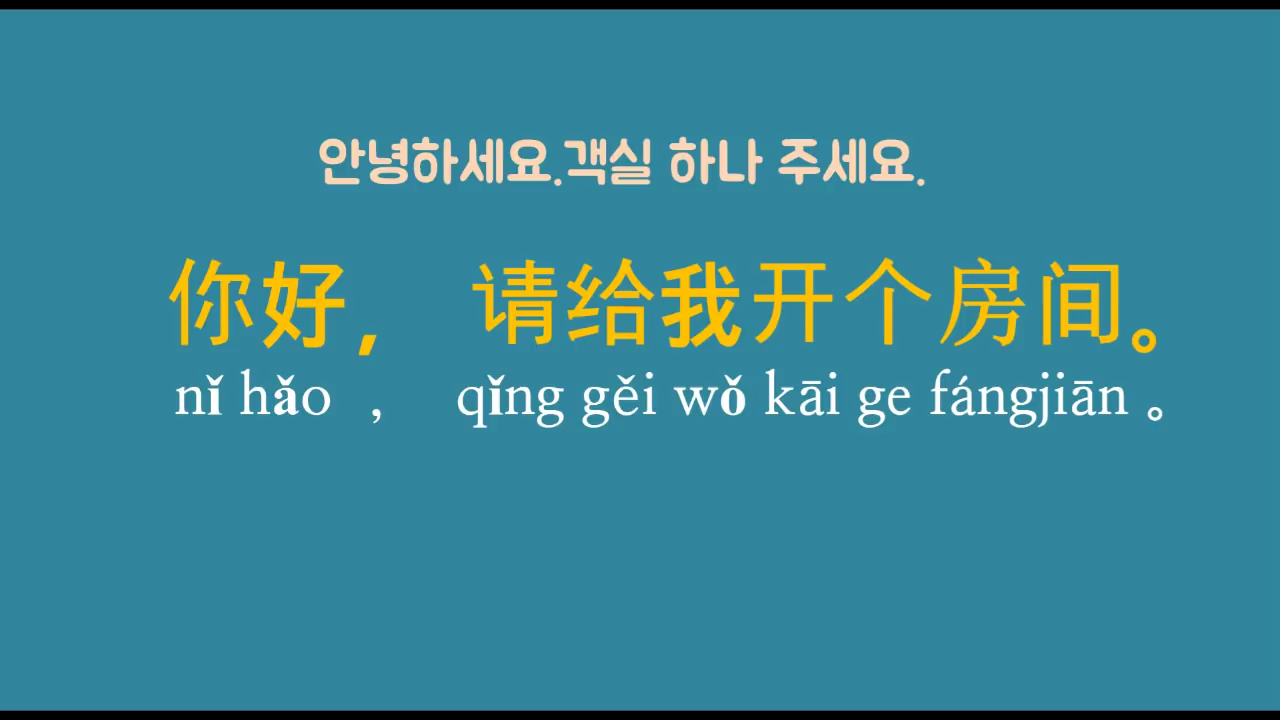 안녕하세요.객실 하나 주세요.
你好， 请给我开个房间。
nǐ hǎo ， qǐng gěi wǒ kāi ge fángjiān 。